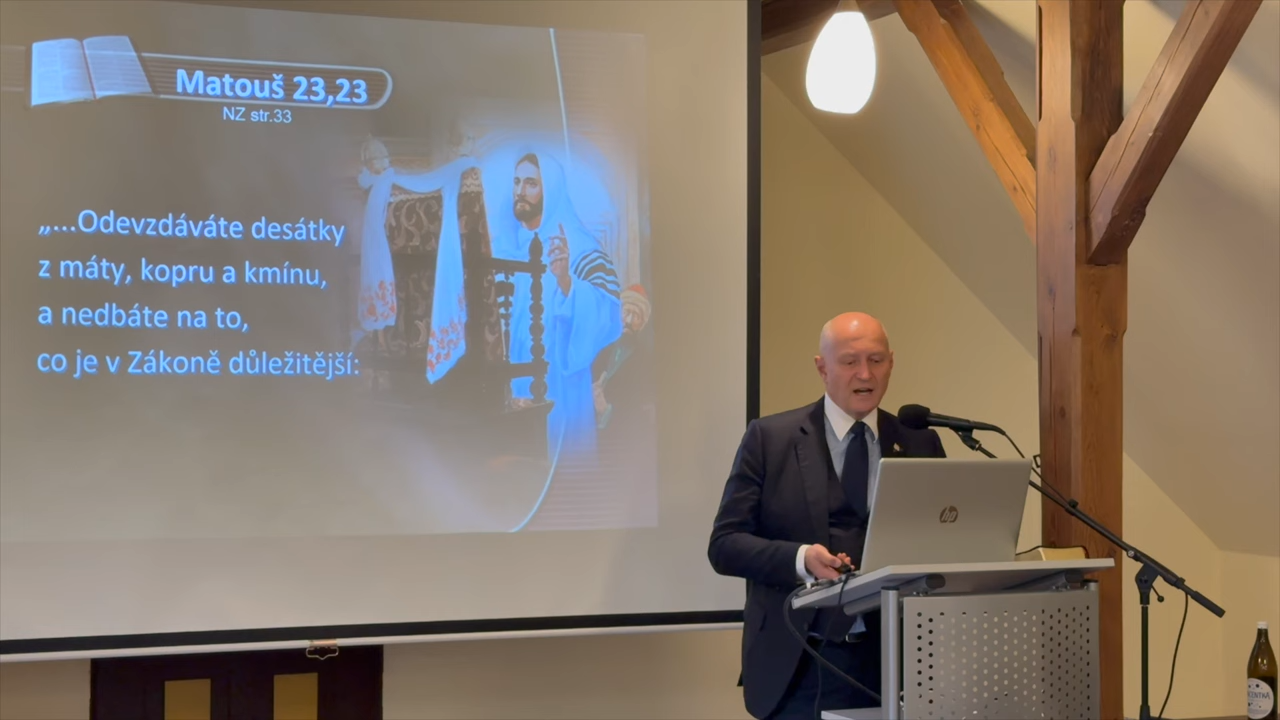 Matouš 23,23
NZ str.33
„...Odevzdáváte desátky
z máty, kopru a kmínu,
a nedbáte na to,
co je v Zákoně důležitější:
hp